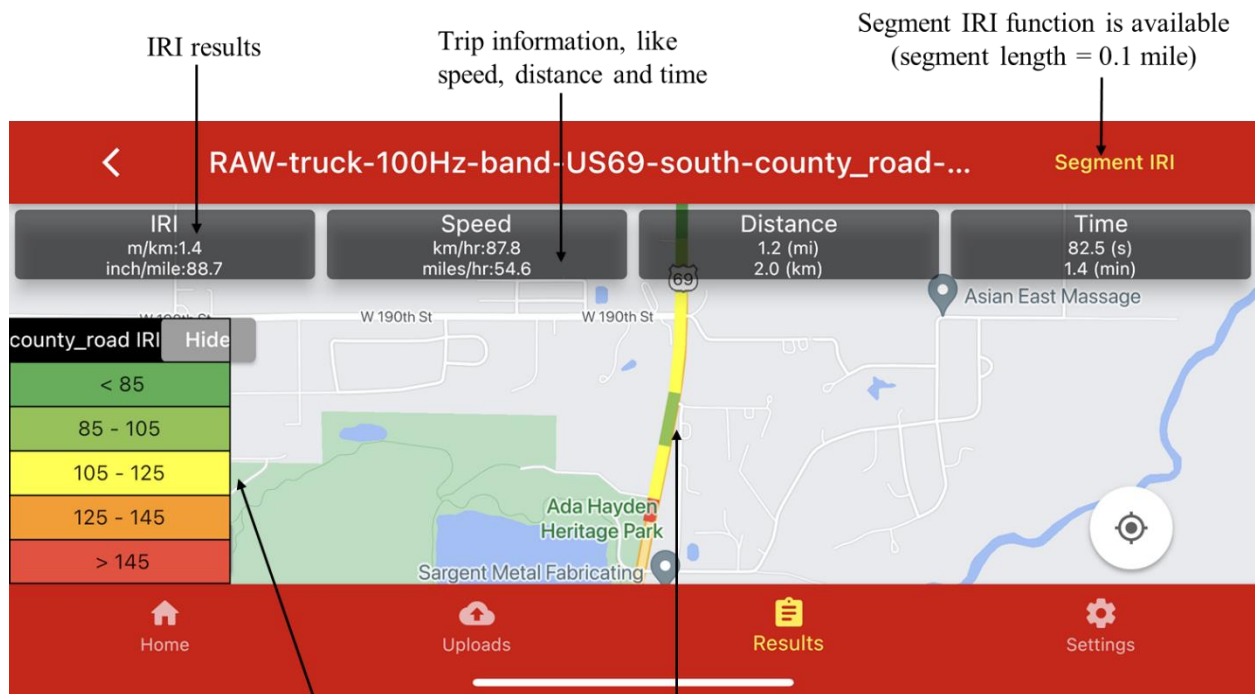 IRI results
Trip information, like
speed, distance and time
Segment IRI function is available
(segment length = 0.1 mile)
RAW-truck-100Hz-band-US69-south-county_road-...
Segment IRI
IRI
m/km:1.4
inch/mile:88.7
Speed
km/hr:87.8
miles/hr:54.6
Distance
1.2 (mi)
2.0 (km)
Time
82.5 (s)
1.4 (min)
69
Asian East Massage
W 190th St
W 190th St
W 190th St
county_road IRI
Hide
< 85
85 - 105
105 - 125
125 - 145
> 145
Ada Hayden
Heritage Park
Sargent Metal Fabricating
Home
Uploads
Results
Settings